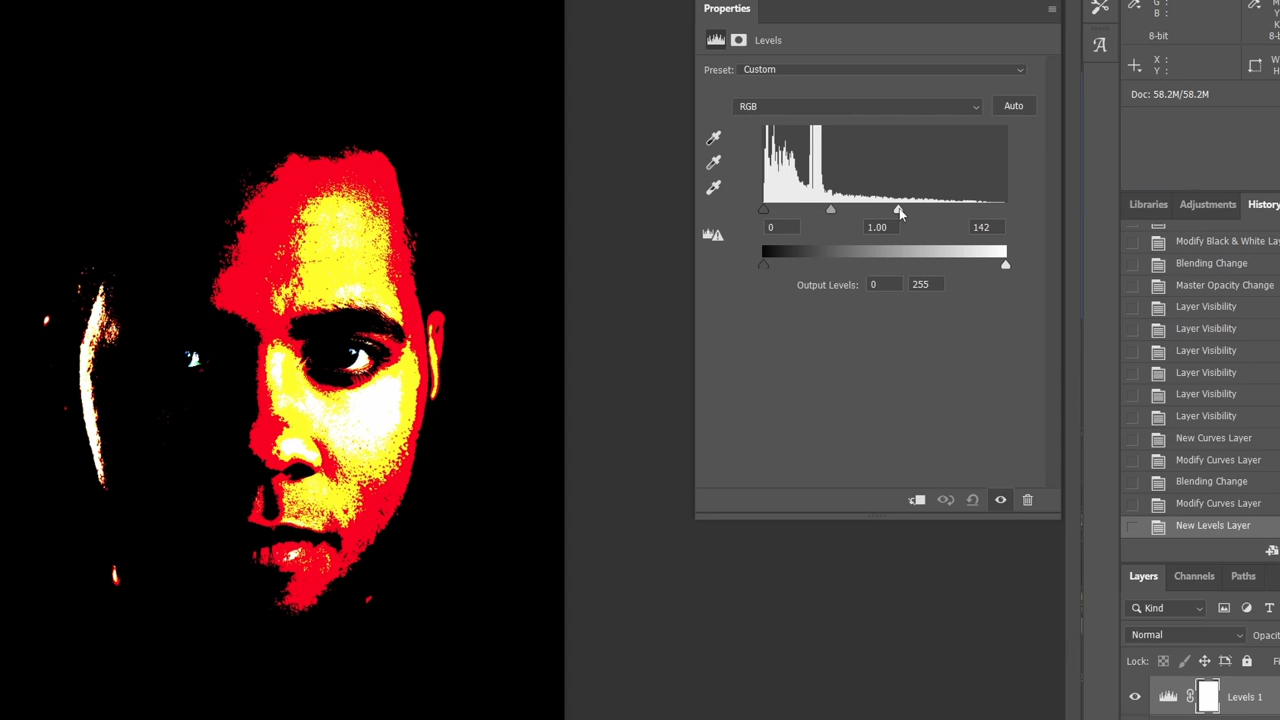 Properties
Levels
Preset: Custom
RGB
Auto
0 1.00 142
Output Levels: 0 255
G :
B :
8-bit
8-
X :
Y :
Doc: 58.2M/58.2M
Libraries Adjustments History
Modify Black & White La
Blending Change
Master Opacity Change
Layer Visibility
Layer Visibility
Layer Visibility
Layer Visibility
Layer Visibility
Layer Visibility
New Curves Layer
Modify Curves Layer
Blending Change
Modify Curves Layer
New Levels Layer
Layers Channels Paths
Kind
Normal Opaci
Lock: Fi
Levels 1